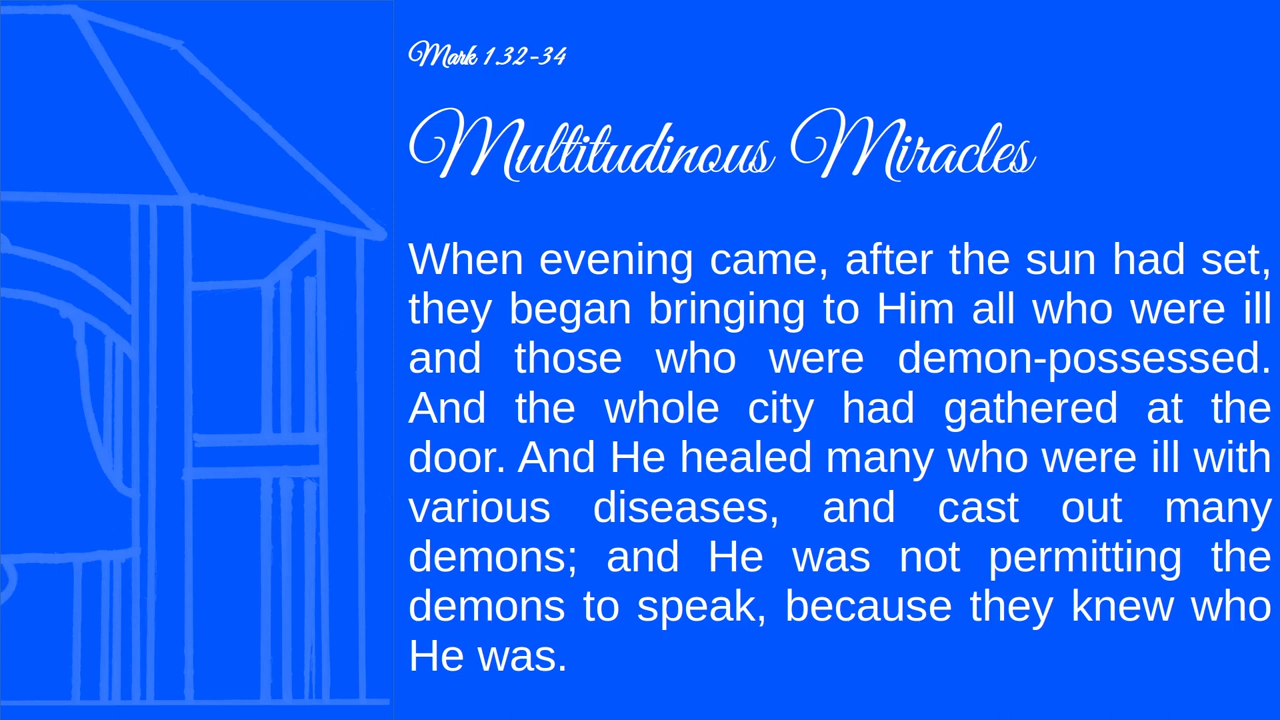 Mark 1.32-34
Multitudinous Miracles
When evening came, after the sun had set,
they began bringing to Him all who were ill
and those who were demon-possessed.
And the whole city had gathered at the
door. And He healed many who were ill with
various diseases, and cast out many
demons; and He was not permitting the
demons to speak, because they knew who
He was.